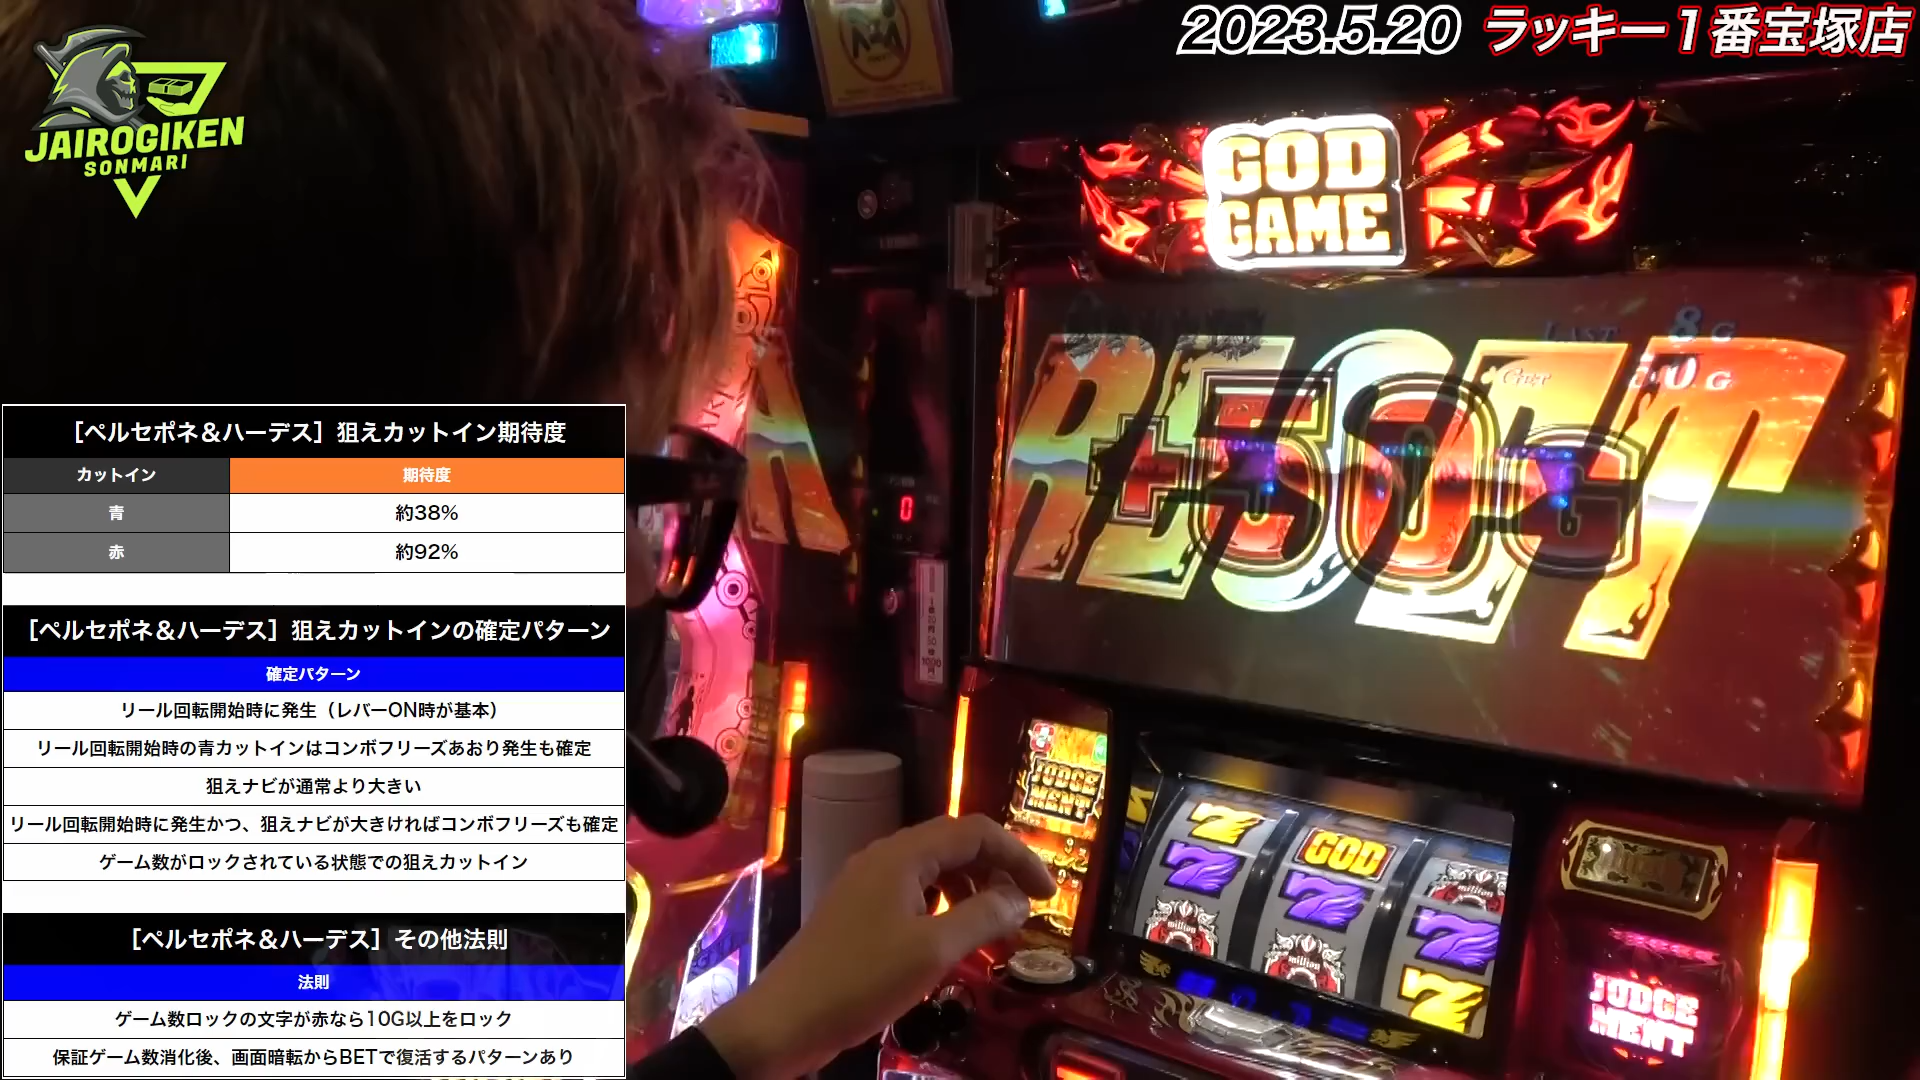 2023.5.20 ラッキー1番宝塚店
JAIROGIKEN
SONMARI
GOD
GAME
LAST 8G
RESULT
+50G
［ペルセポネ＆ハーデス］狙えカットイン期待度
カットイン 期待度
青 約38%
赤 約92%
［ペルセポネ＆ハーデス］狙えカットインの確定パターン
確定パターン
リール回転開始時に発生（レバーON時が基本）
リール回転開始時の青カットインはコンボフリーズあおり発生も確定
狙えナビが通常より大きい
リール回転開始時に発生かつ、狙えナビが大きければコンボフリーズも確定
ゲーム数がロックされている状態での狙えカットイン
［ペルセポネ＆ハーデス］その他法則
法則
ゲーム数ロックの文字が赤なら10G以上をロック
保証ゲーム数消化後、画面暗転からBETで復活するパターンあり
0
JUDGE
MENT
7 GOD million
7 7 7
million million 7
JUDGE
MENT